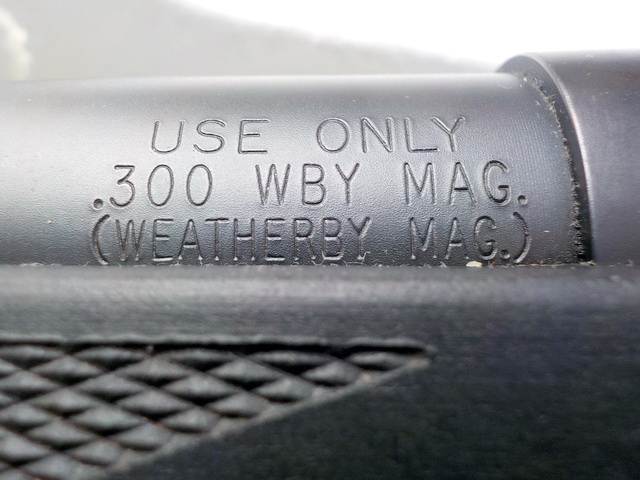 USE ONLY
.300 WBY MAG.
(WEATHERBY MAG.)